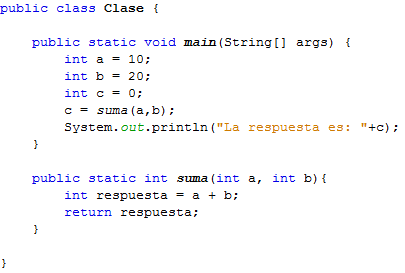 public class Clase {
public static void main(String[] args) {
int a = 10;
int b = 20;
int c = 0;
c = suma(a,b);
System.out.println("La respuesta es: "+c);
}
public static int suma(int a, int b){
int respuesta = a + b;
return respuesta;
}
}